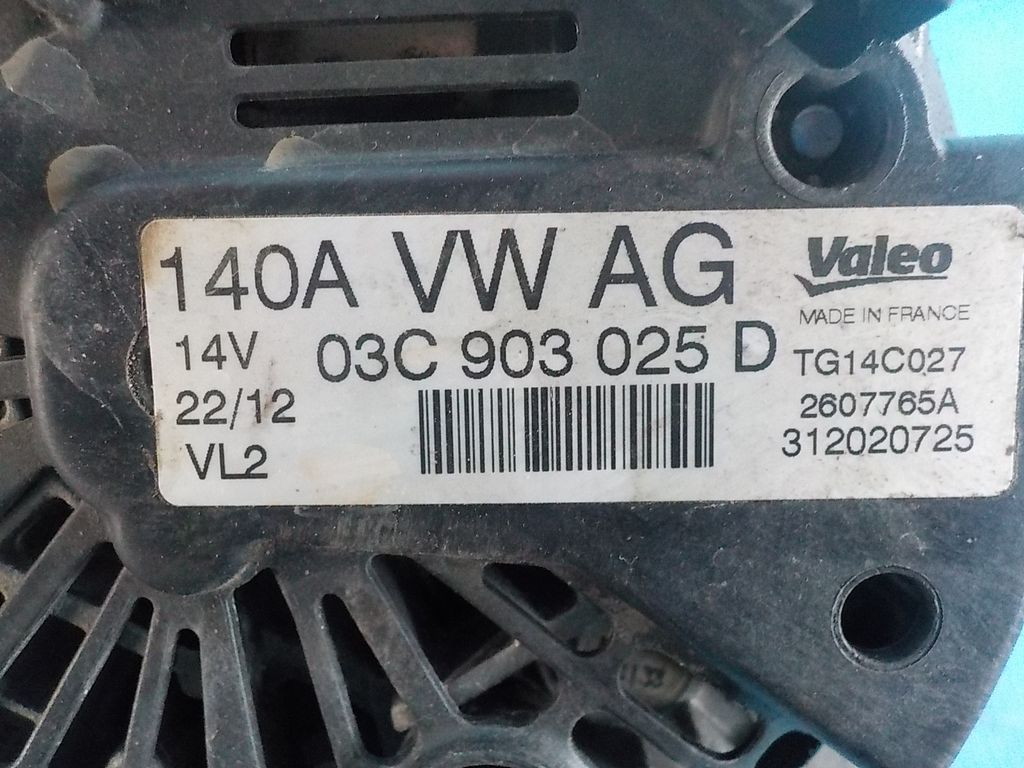 140A VW AG
14V 03C 903 025 D
22/12
VL2
Valeo
MADE IN FRANCE
TG14C027
2607765A
312020725